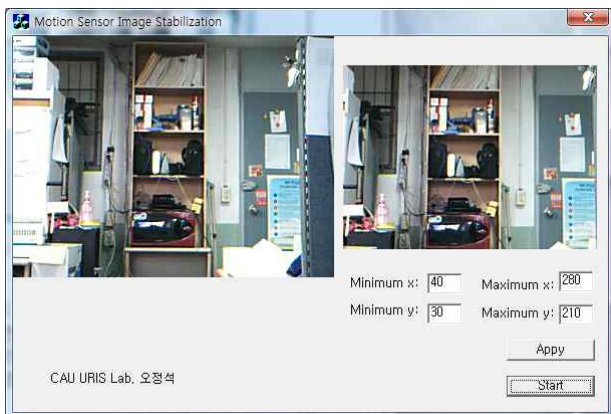 Motion Sensor Image Stabilization
Minimum x: 40 Maximum x: 280
Minimum y: 30 Maximum y: 210
Appy
CAU URIS Lab, 오정석
Start